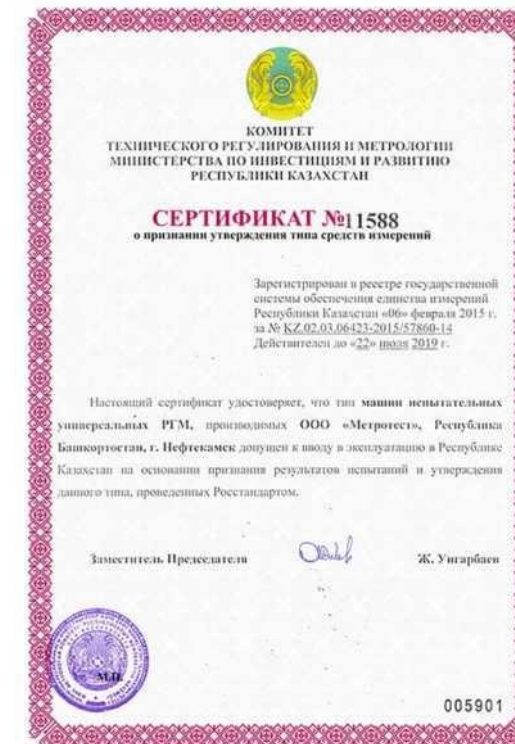 КОМИТЕТ
ТЕХНИЧЕСКОГО РЕГУЛИРОВАНИЯ И МЕТРОЛОГИИ
МИНИСТЕРСТВА ПО ИНВЕСТИЦИЯМ И РАЗВИТИЮ
РЕСПУБЛИКИ КАЗАХСТАН
СЕРТИФИКАТ №11588
о признании утверждения типа средств измерений
Зарегистрирован в реестре государственной
системы обеспечения единства измерений
Республики Казахстан «06» февраля 2015 г.
за № KZ.02.03.06423-2015/57860-14
Действителен до «22» июля 2019 г.
Настоящий сертификат удостоверяет, что тип машин испытательных
универсальных РГМ, производимых ООО «Метротест», Республика
Башкортостан, г. Нефтекамск допущен к вводу в эксплуатацию в Республике
Казахстан на основании признания результатов испытаний и утверждения
данного типа, проведенных Росстандартом.
Заместитель Председателя Ж. Унгарбаев
М.П.
005901